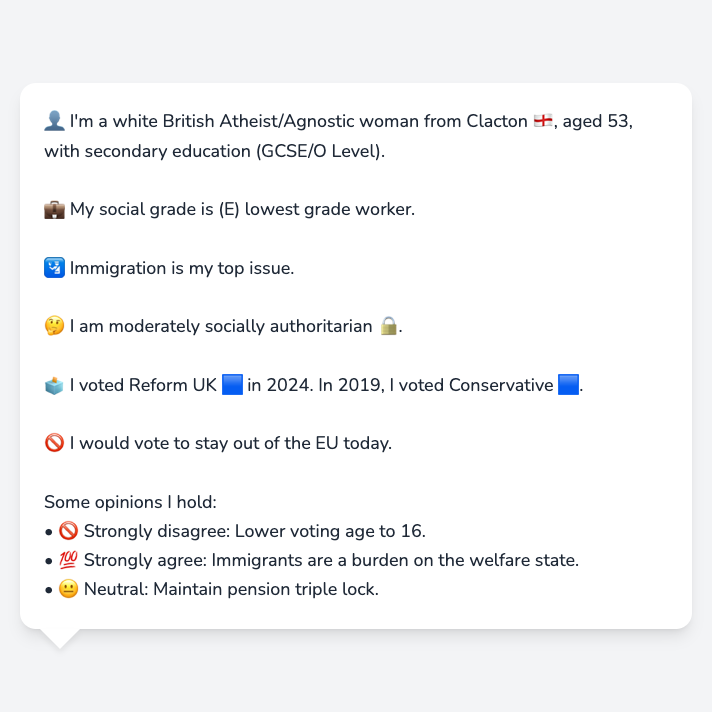 👤 I'm a white British Atheist/Agnostic woman from Clacton 🏴󠁧󠁢󠁥󠁮󠁧󠁿, aged 53,
with secondary education (GCSE/O Level).
💼 My social grade is (E) lowest grade worker.
🛂 Immigration is my top issue.
🤔 I am moderately socially authoritarian 🔒.
🗳️ I voted Reform UK 🟦 in 2024. In 2019, I voted Conservative 🟦.
🚫 I would vote to stay out of the EU today.
Some opinions I hold:
• 🚫 Strongly disagree: Lower voting age to 16.
• 💯 Strongly agree: Immigrants are a burden on the welfare state.
• 😐 Neutral: Maintain pension triple lock.